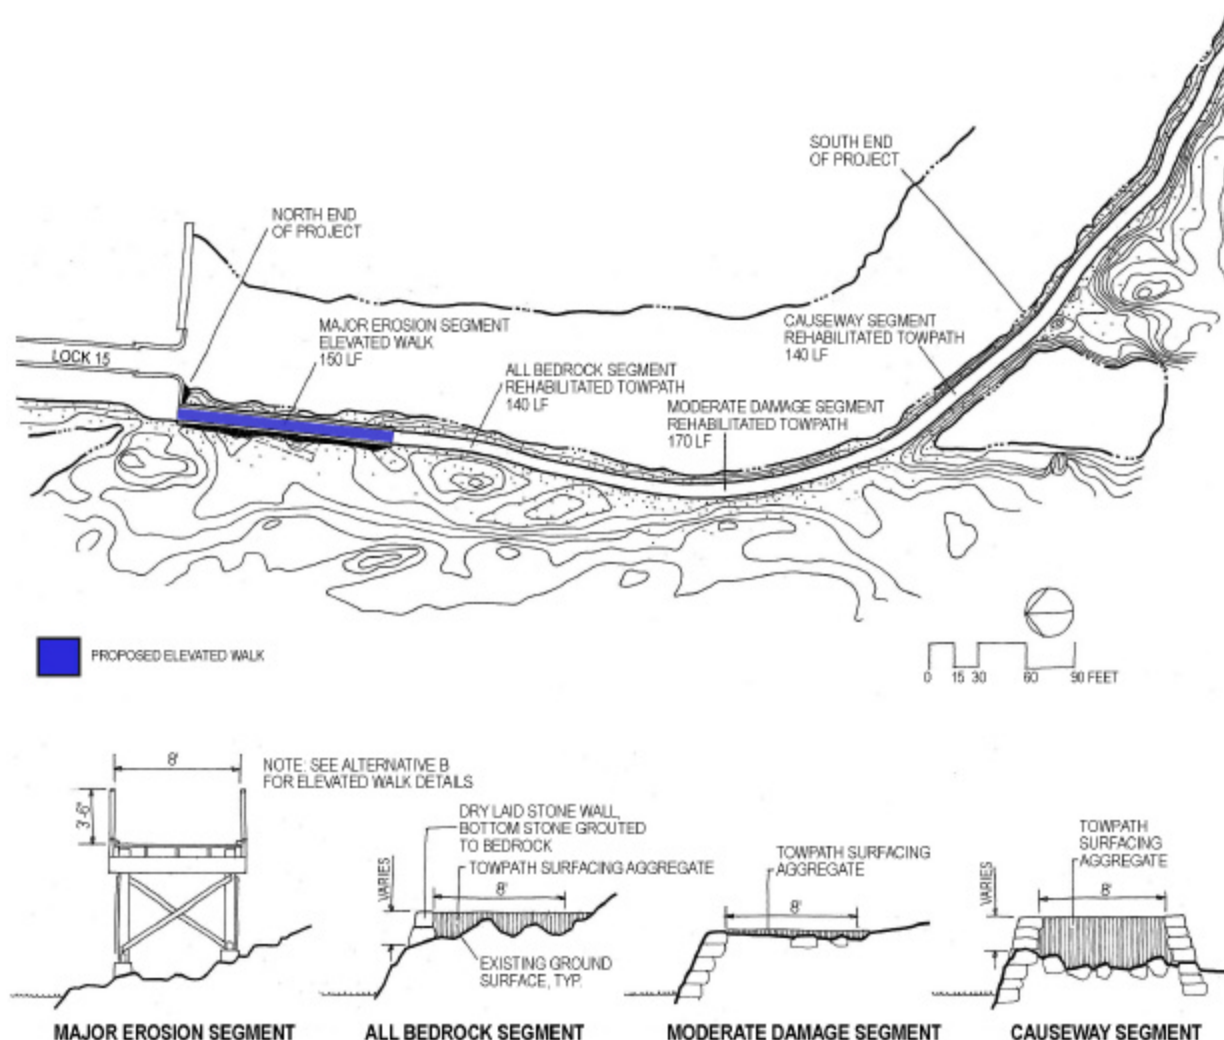 SOUTH END
OF PROJECT
NORTH END
OF PROJECT
MAJOR EROSION SEGMENT
ELEVATED WALK
150 LF
CAUSEWAY SEGMENT
REHABILITATED TOWPATH
140 LF
LOCK 15
ALL BEDROCK SEGMENT
REHABILITATED TOWPATH
140 LF
MODERATE DAMAGE SEGMENT
REHABILITATED TOWPATH
170 LF
PROPOSED ELEVATED WALK
0 15 30 60 90 FEET
8'
3'-6"
NOTE: SEE ALTERNATIVE B
FOR ELEVATED WALK DETAILS
DRY LAID STONE WALL,
BOTTOM STONE GROUTED
TO BEDROCK
TOWPATH SURFACING AGGREGATE
VARIES
8'
EXISTING GROUND
SURFACE, TYP.
TOWPATH SURFACING
AGGREGATE
8'
TOWPATH
SURFACING
AGGREGATE
VARIES
8'
MAJOR EROSION SEGMENT
ALL BEDROCK SEGMENT
MODERATE DAMAGE SEGMENT
CAUSEWAY SEGMENT